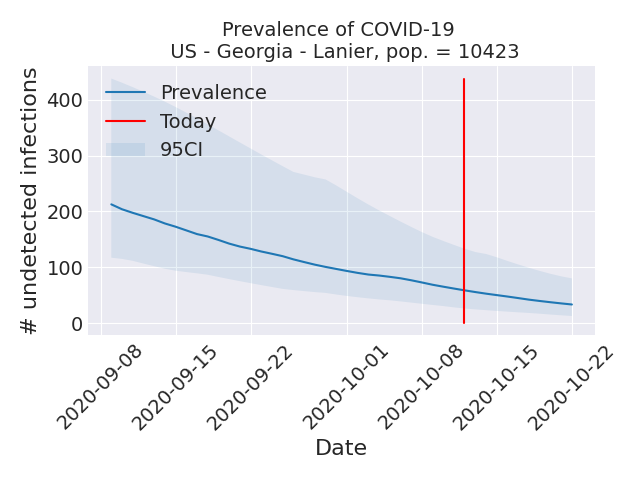 Prevalence of COVID-19
US - Georgia - Lanier, pop. = 10423
# undetected infections
400
300
200
100
0
Prevalence
Today
95CI
2020-09-08
2020-09-15
2020-09-22
2020-10-01
2020-10-08
2020-10-15
2020-10-22
Date